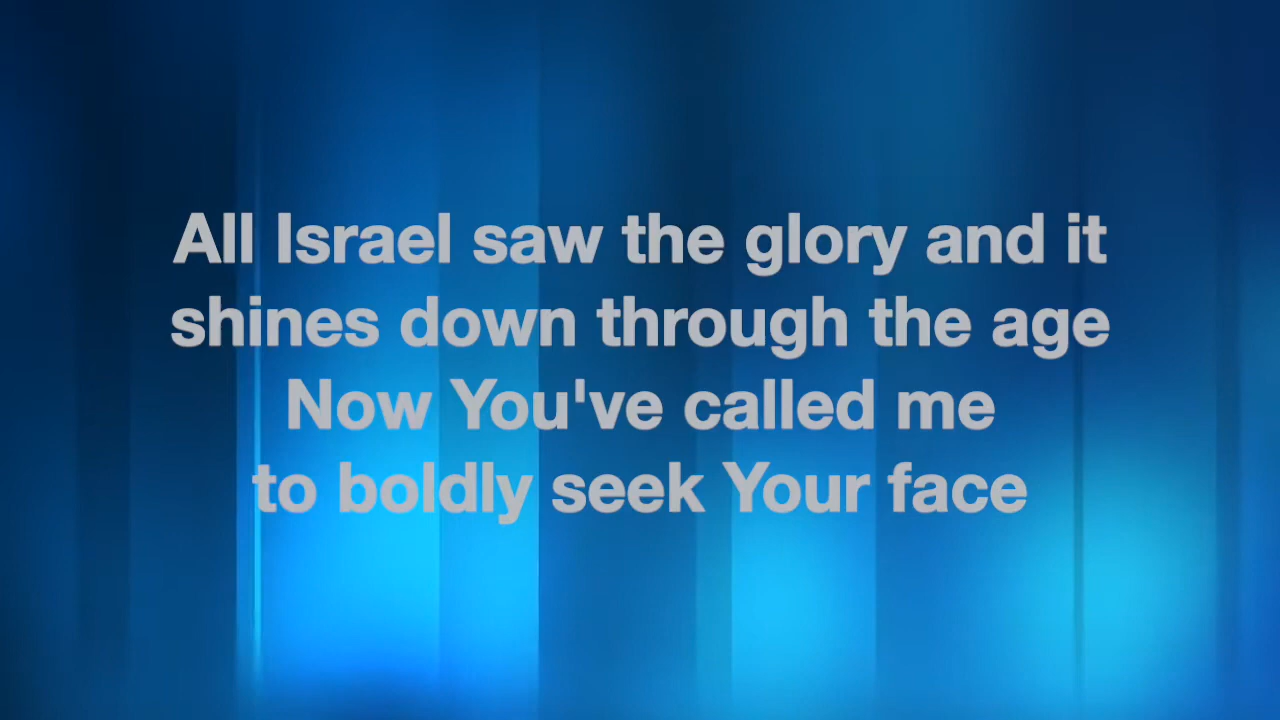 All Israel saw the glory and it
shines down through the age
Now You've called me
to boldly seek Your face